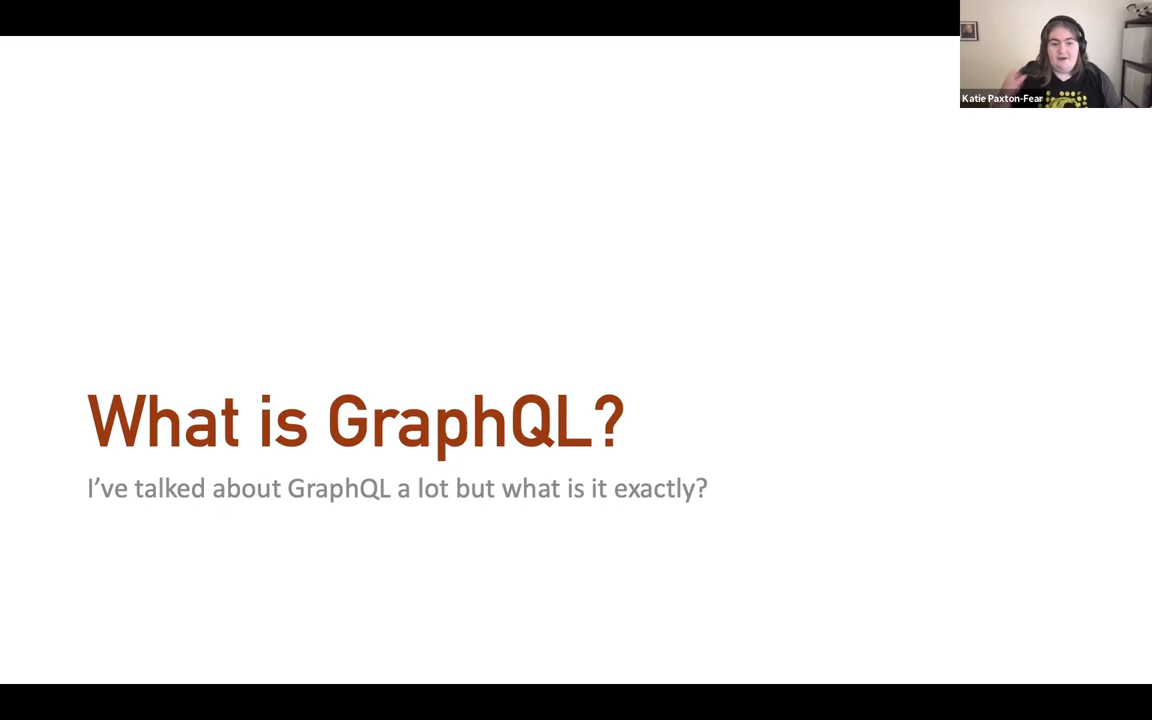 Katie Paxton-Fear
What is GraphQL?
I’ve talked about GraphQL a lot but what is it exactly?